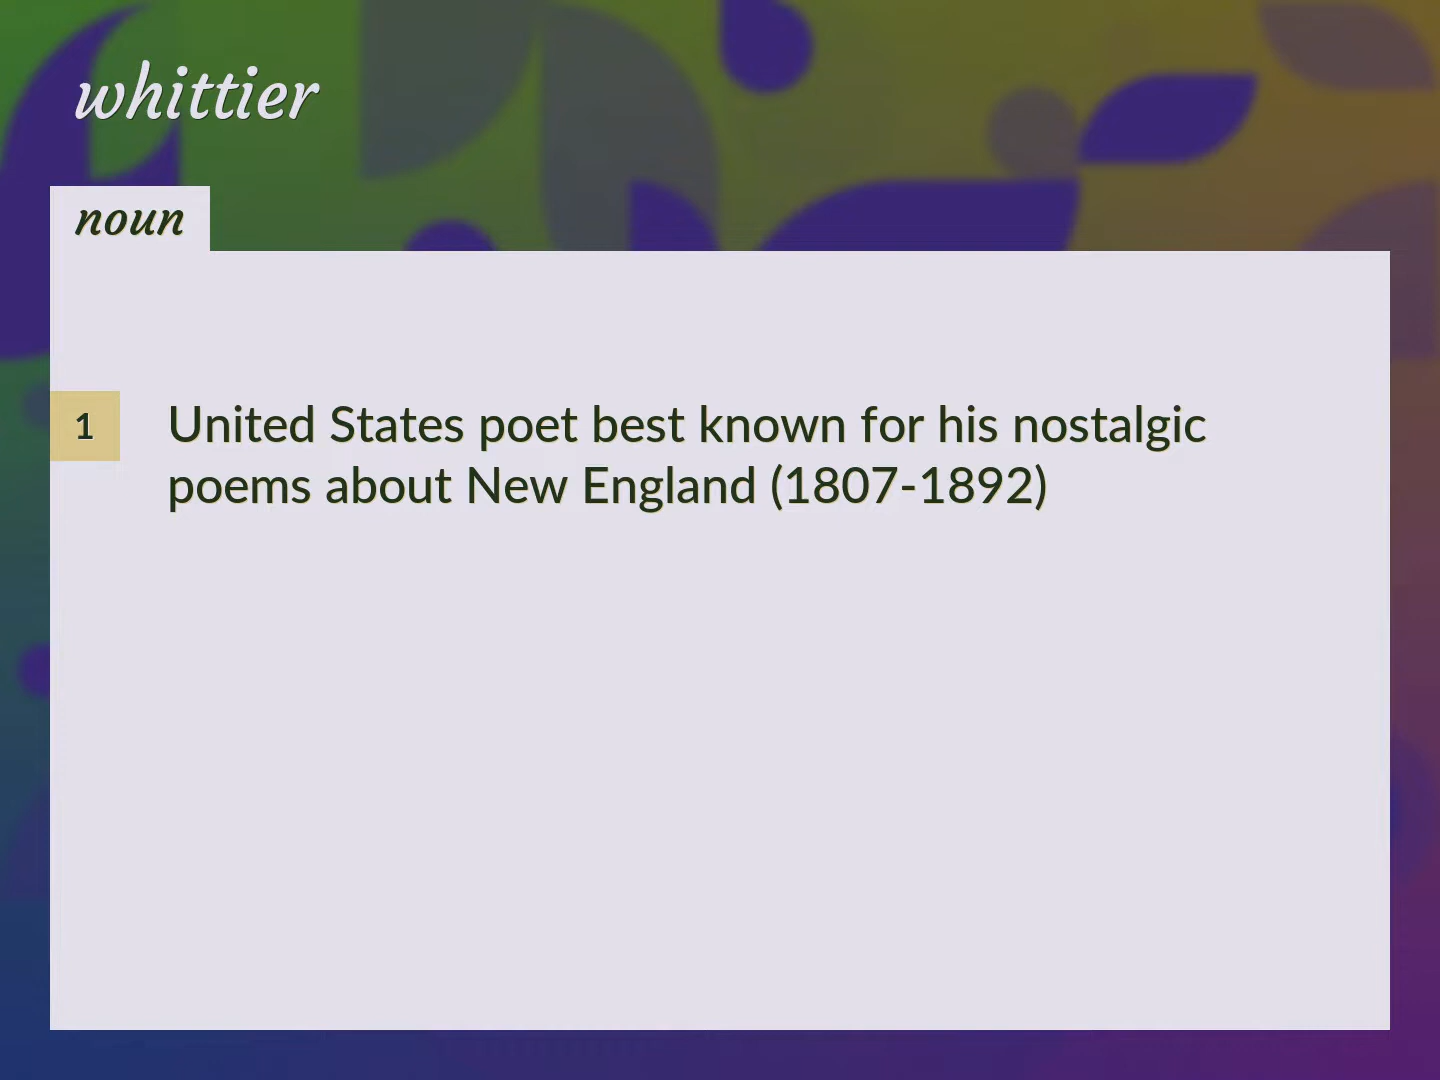 whittier
noun
1
United States poet best known for his nostalgic
poems about New England (1807-1892)